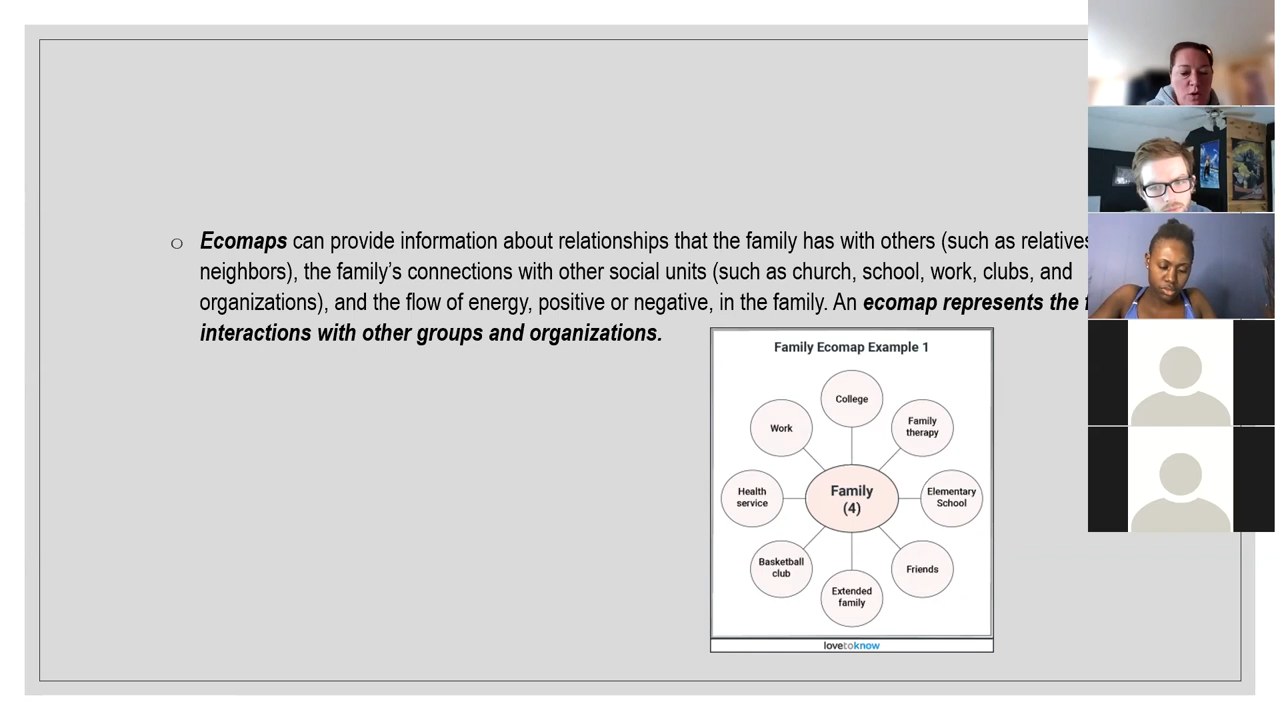 Ecomaps can provide information about relationships that the family has with others (such as relatives
neighbors), the family's connections with other social units (such as church, school, work, clubs, and
organizations), and the flow of energy, positive or negative, in the family. An ecomap represents the
interactions with other groups and organizations.
Family Ecomap Example 1
College
Work
Family
therapy
Health
service
Family
(4)
Elementary
School
Basketball
club
Friends
Extended
family
lovetoknow